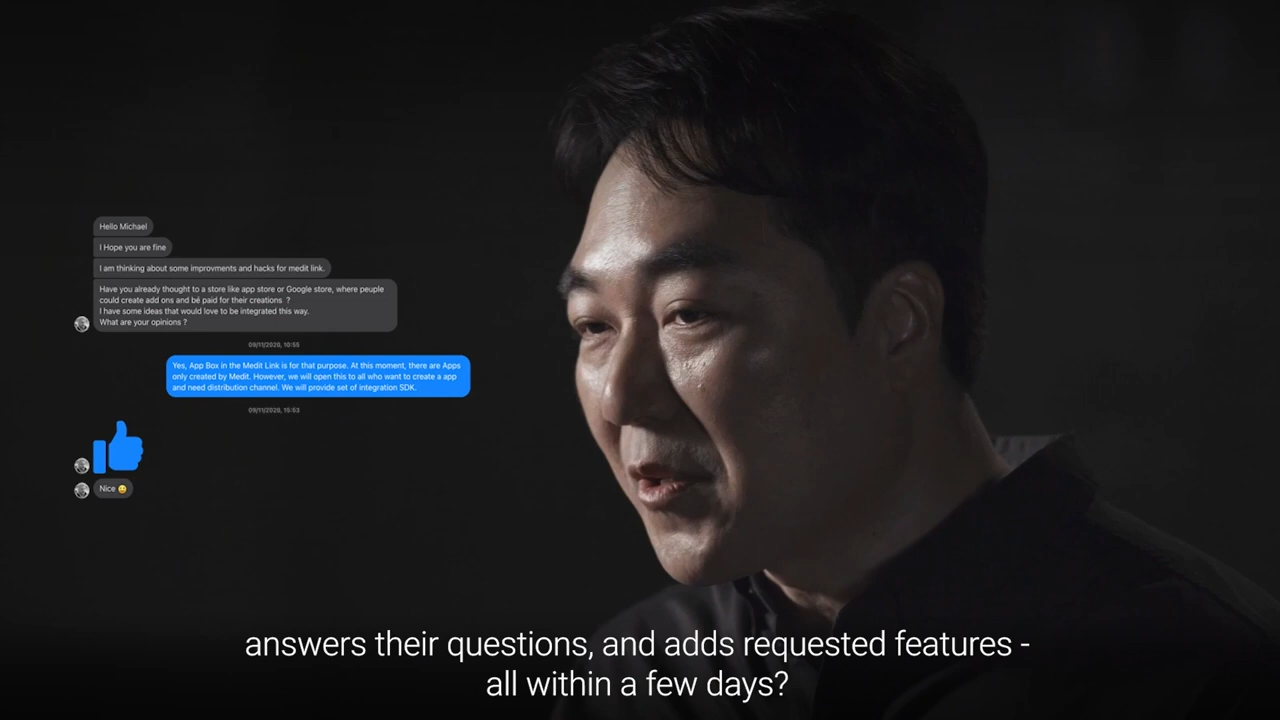 Hello Michael
I Hope you are fine
I am thinking about some improvments and hacks for medit link.
Have you already thought to a store like app store or Google store, where peuple
could create add ons and bé paid for their creations ?
I have some ideas that would love to be integrated this way.
What are your opinions ?
09/11/2020, 10:55
Yes, App Box in the Medit Link is for that purpose. At this moment, there are Apps
only created by Medit. However, we will open this to all who want to create a app
and need distribution channel. We will provide set of integration SDK.
09/11/2020, 15:53
Nice 😃
answers their questions, and adds requested features -
all within a few days?